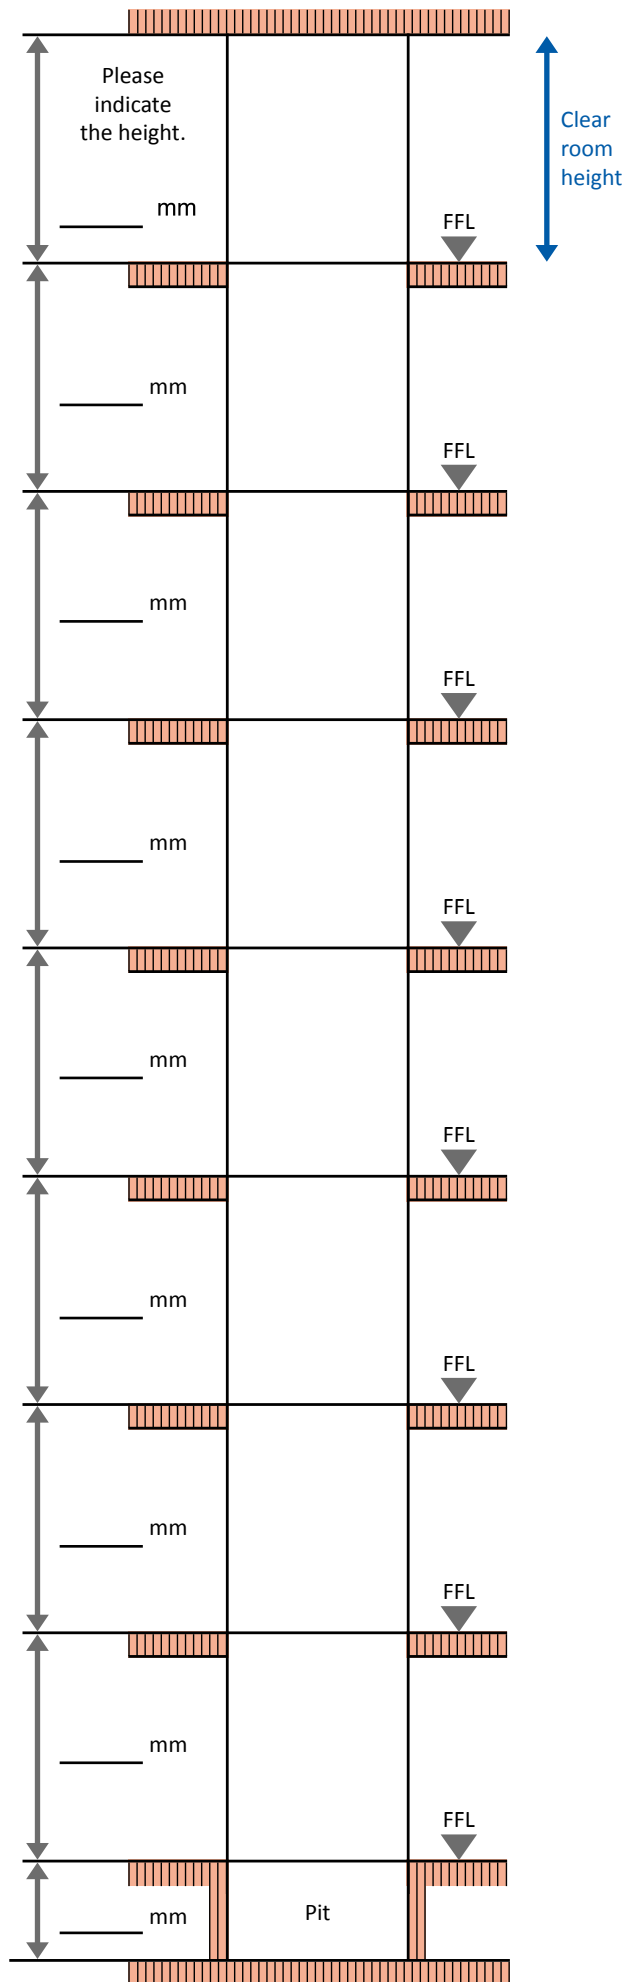 Please
indicate
the height.
Clear
room
height
mm
FFL
mm
FFL
mm
FFL
mm
FFL
mm
FFL
mm
FFL
mm
FFL
mm
FFL
mm
Pit